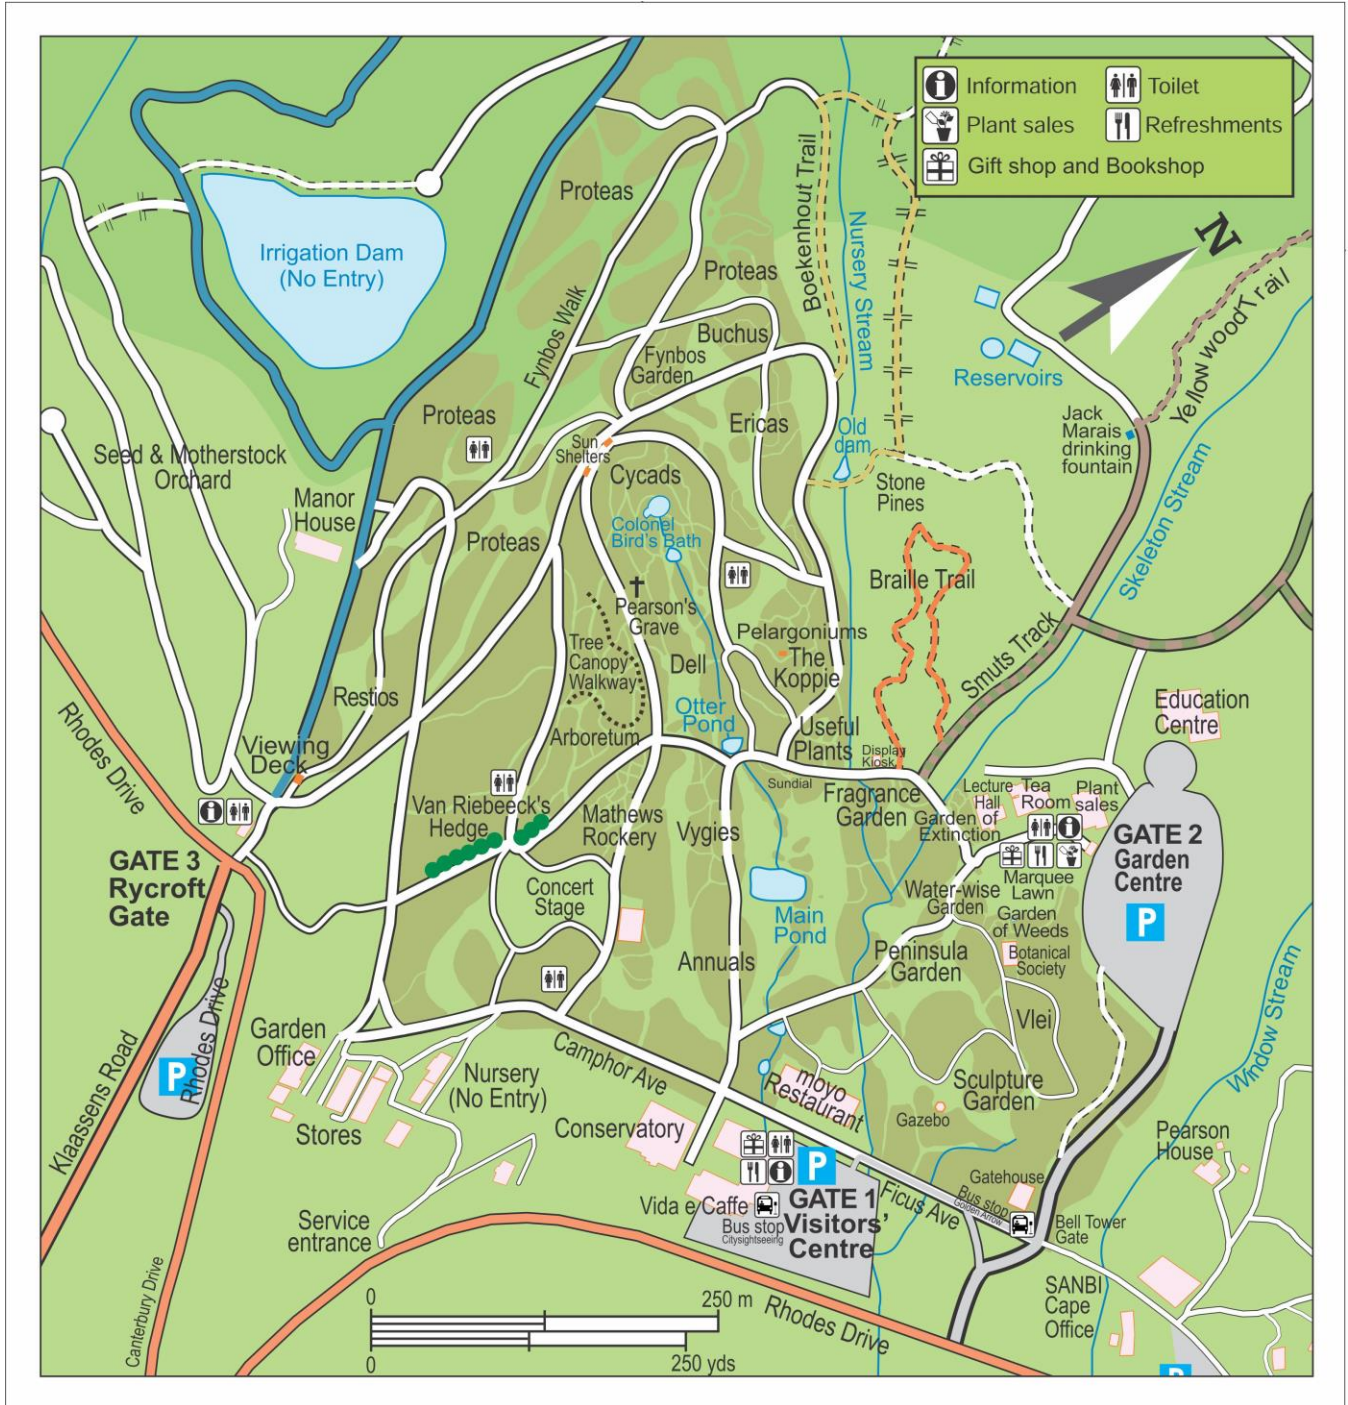 Information
Toilet
Plant sales
Refreshments
Gift shop and Bookshop
N
Irrigation Dam
(No Entry)
Proteas
Boekenhout Trail
Nursery Stream
Proteas
Fynbos Walk
Buchus
Fynbos
Garden
Reservoirs
Yellow wood Trail
Proteas
Ericas
Old
dam
Jack
Marais
drinking
fountain
Seed & Motherstock
Orchard
Sun
Shelters
Cycads
Stone
Pines
Manor
House
Colonel
Bird's Bath
Proteas
Skeleton Stream
Braille Trail
Pearson's
Grave
Pelargoniums
The
Koppie
Tree
Canopy
Walkway
Dell
Smuts Track
Restios
Otter
Pond
Education
Centre
Rhodes Drive
Viewing
Deck
Arboretum
Useful
Plants
Display
Kiosk
Sundial
Fragrance
Garden
Lecture
Hall
Tea
Room
Plant
sales
Van Riebeeck's
Hedge
Mathews
Rockery
Vygies
Garden of
Extinction
GATE 2
Garden
Centre
P
GATE 3
Rycroft
Gate
Concert
Stage
Marquee
Lawn
Water-wise
Garden
Main
Pond
Garden
of Weeds
Peninsula
Garden
Botanical
Society
Annuals
Vlei
Window Stream
Rhodes Drive
Klaassens Road
P
Garden
Office
Camphor Ave
Nursery
(No Entry)
moyo
Restaurant
Sculpture
Garden
Gazebo
Stores
Conservatory
Pearson
House
P
Gatehouse
Vida e Caffe
GATE 1
Visitors'
Centre
Bus stop
Citysightseeing
Ficus Ave
Bus stop
Golden Arrow
Bell Tower
Gate
Service
entrance
SANBI
Cape
Office
Canterbury Drive
Rhodes Drive
0
250 m
0
250 yds
P